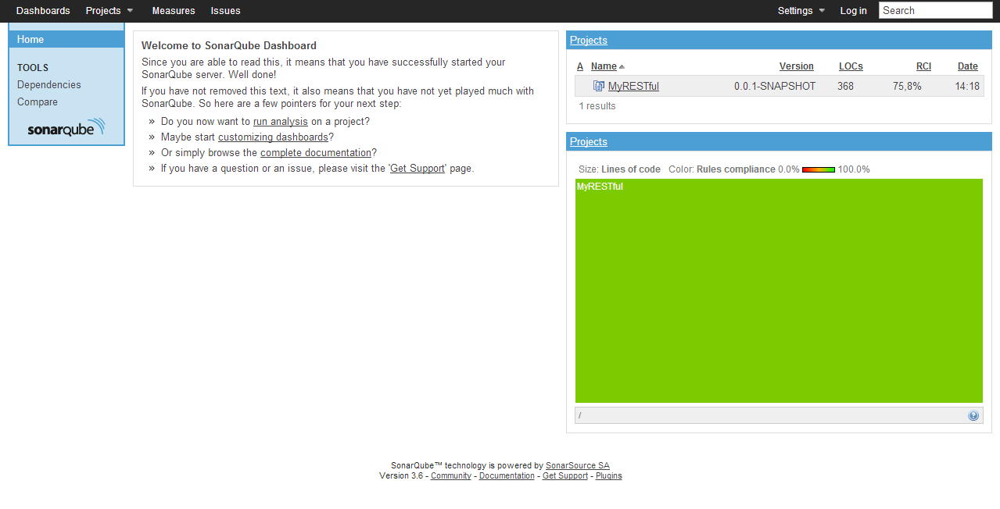 Dashboards Projects Measures Issues Settings Log in Search
Home
TOOLS
Dependencies
Compare
sonarqube
Welcome to SonarQube Dashboard
Since you are able to read this, it means that you have successfully started your
SonarQube server. Well done!
If you have not removed this text, it also means that you have not yet played much with
SonarQube. So here are a few pointers for your next step:
» Do you now want to run analysis on a project?
» Maybe start customizing dashboards?
» Or simply browse the complete documentation?
» If you have a question or an issue, please visit the 'Get Support' page.
Projects
A Name Version LOCs RCI Date
MyRESTful 0.0.1-SNAPSHOT 368 75,8% 14:18
1 results
Projects
Size: Lines of code Color: Rules compliance 0.0% 100.0%
MyRESTful
/ ?
SonarQube™ technology is powered by SonarSource SA
Version 3.6 - Community - Documentation - Get Support - Plugins